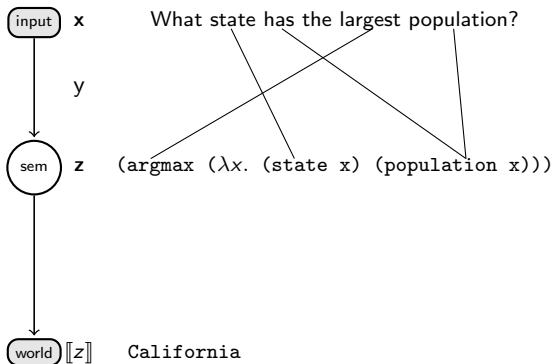 input x What state has the largest population?
y
sem z (argmax (λx. (state x) (population x)))
world ⟦z⟧ California